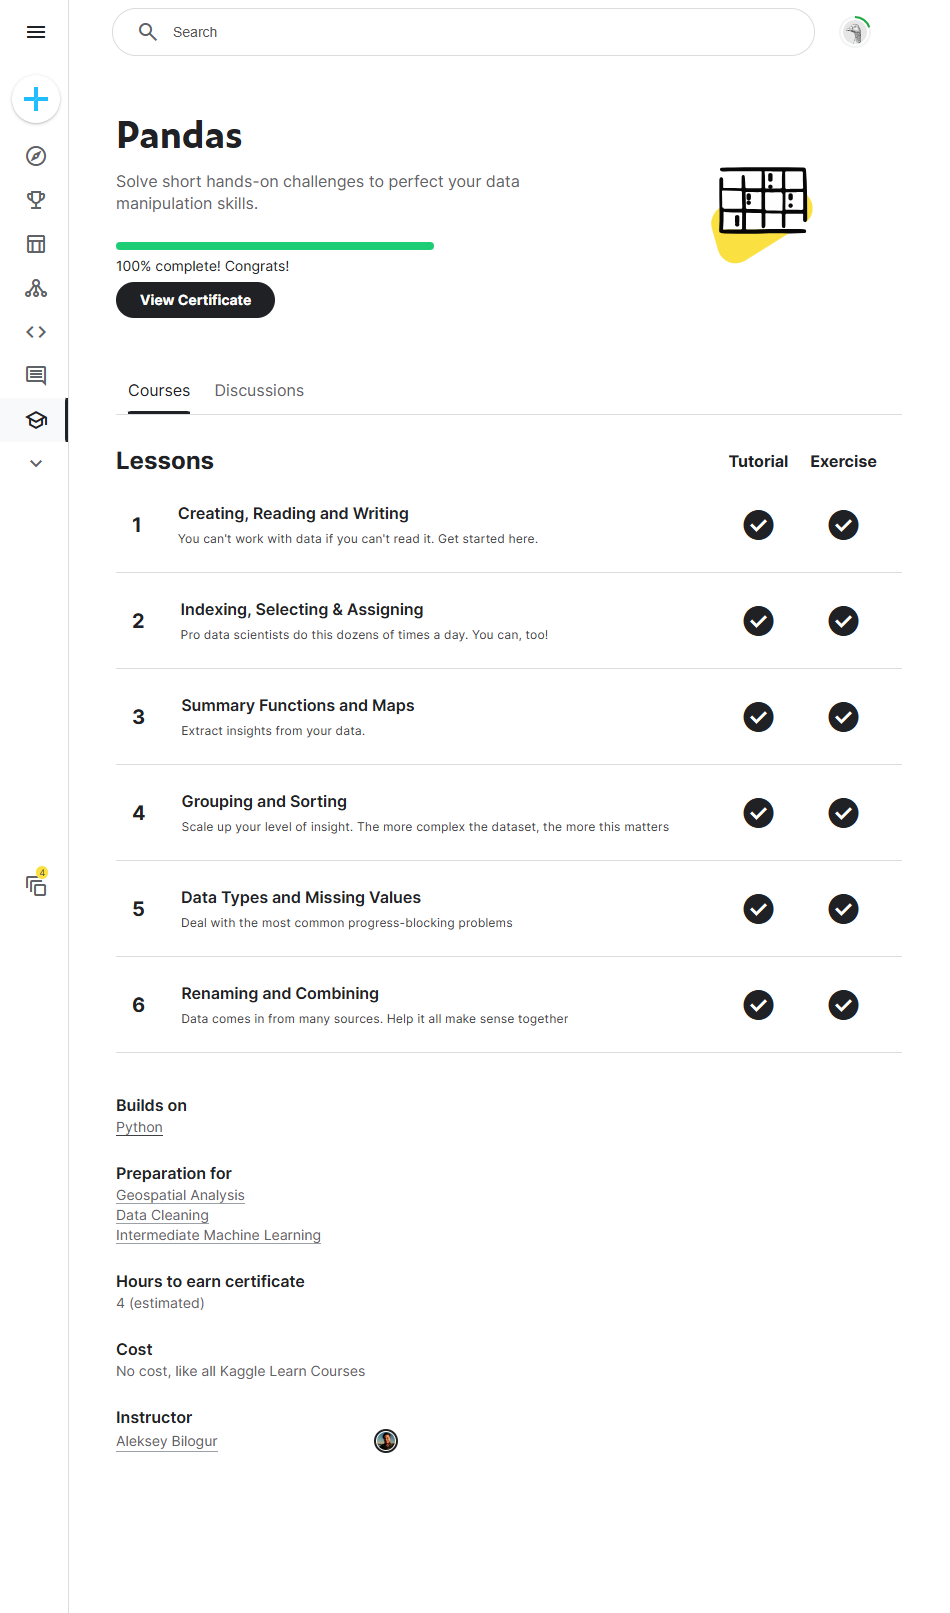 Search
Pandas
Solve short hands-on challenges to perfect your data
manipulation skills.
100% complete! Congrats!
View Certificate
Courses Discussions
Lessons Tutorial Exercise
1 Creating, Reading and Writing
You can't work with data if you can't read it. Get started here.
2 Indexing, Selecting & Assigning
Pro data scientists do this dozens of times a day. You can, too!
3 Summary Functions and Maps
Extract insights from your data.
4 Grouping and Sorting
Scale up your level of insight. The more complex the dataset, the more this matters
4
5 Data Types and Missing Values
Deal with the most common progress-blocking problems
6 Renaming and Combining
Data comes in from many sources. Help it all make sense together
Builds on
Python
Preparation for
Geospatial Analysis
Data Cleaning
Intermediate Machine Learning
Hours to earn certificate
4 (estimated)
Cost
No cost, like all Kaggle Learn Courses
Instructor
Aleksey Bilogur